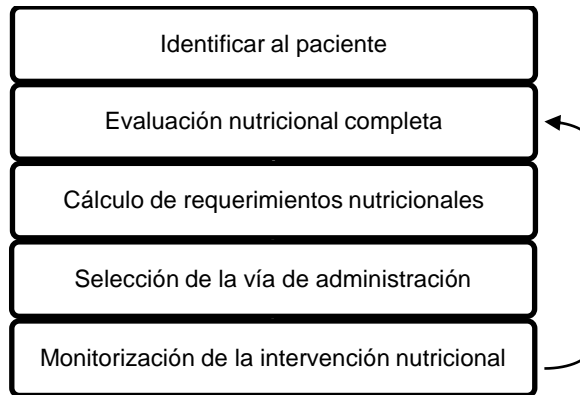 Identificar al paciente
Evaluación nutricional completa
Cálculo de requerimientos nutricionales
Selección de la vía de administración
Monitorización de la intervención nutricional